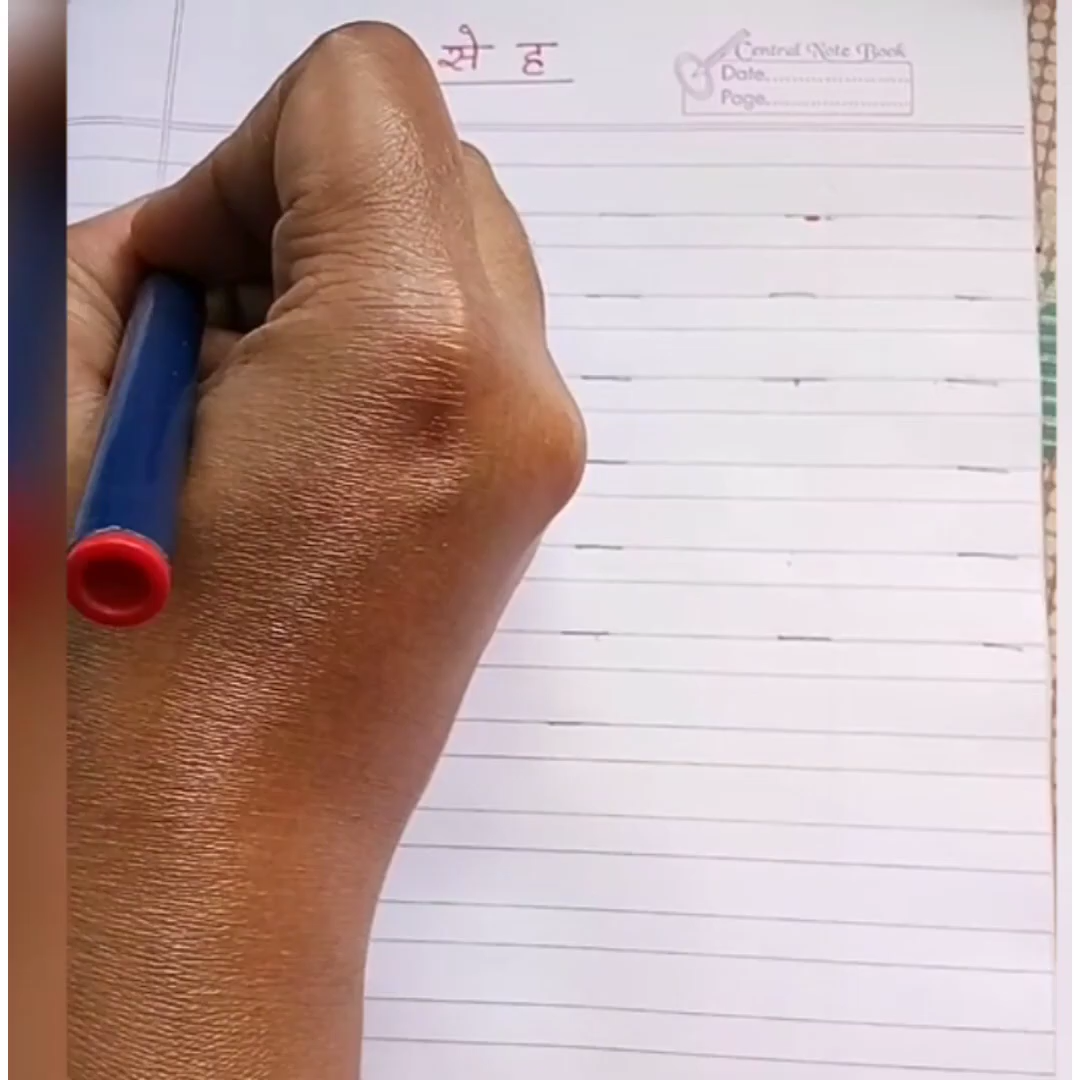 से ह
Central Note Book
Date
Page